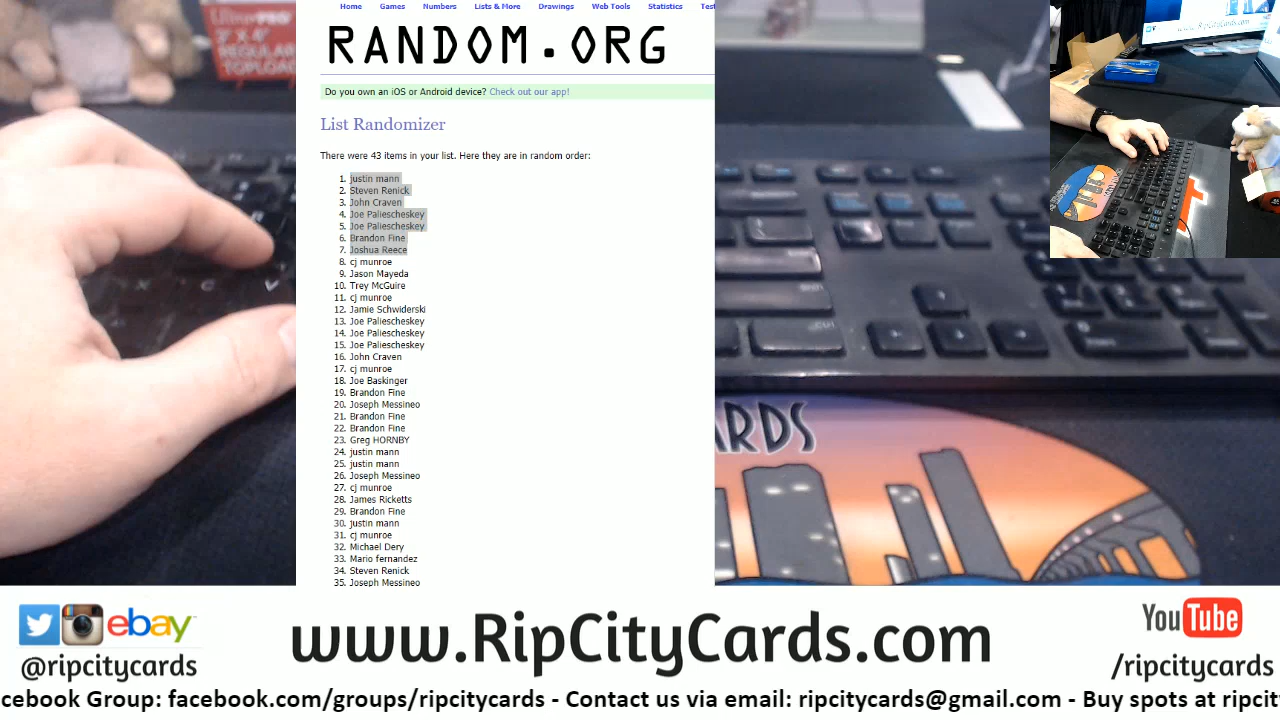 Home Games Numbers Lists & More Drawings Web Tools Statistics Test
RANDOM.ORG
Do you own an iOS or Android device? Check out our app!
List Randomizer
There were 43 items in your list. Here they are in random order:
1. justin mann
2. Steven Renick
3. John Craven
4. Joe Paliescheskey
5. Joe Paliescheskey
6. Brandon Fine
7. Joshua Reece
8. cj munroe
9. Jason Mayeda
10. Trey McGuire
11. cj munroe
12. Jamie Schwiderski
13. Joe Paliescheskey
14. Joe Paliescheskey
15. Joe Paliescheskey
16. John Craven
17. cj munroe
18. Joe Baskinger
19. Brandon Fine
20. Joseph Messineo
21. Brandon Fine
22. Brandon Fine
23. Greg HORNBY
24. justin mann
25. justin mann
26. Joseph Messineo
27. cj munroe
28. James Ricketts
29. Brandon Fine
30. justin mann
31. cj munroe
32. Michael Dery
33. Mario fernandez
34. Steven Renick
35. Joseph Messineo
REGULAR
TOPLOAD
www.RipCityCards.com
ARDS
ebay
@ripcitycards
www.RipCityCards.com
YouTube
/ripcitycards
cebook Group: facebook.com/groups/ripcitycards - Contact us via email: ripcitycards@gmail.com - Buy spots at ripcit